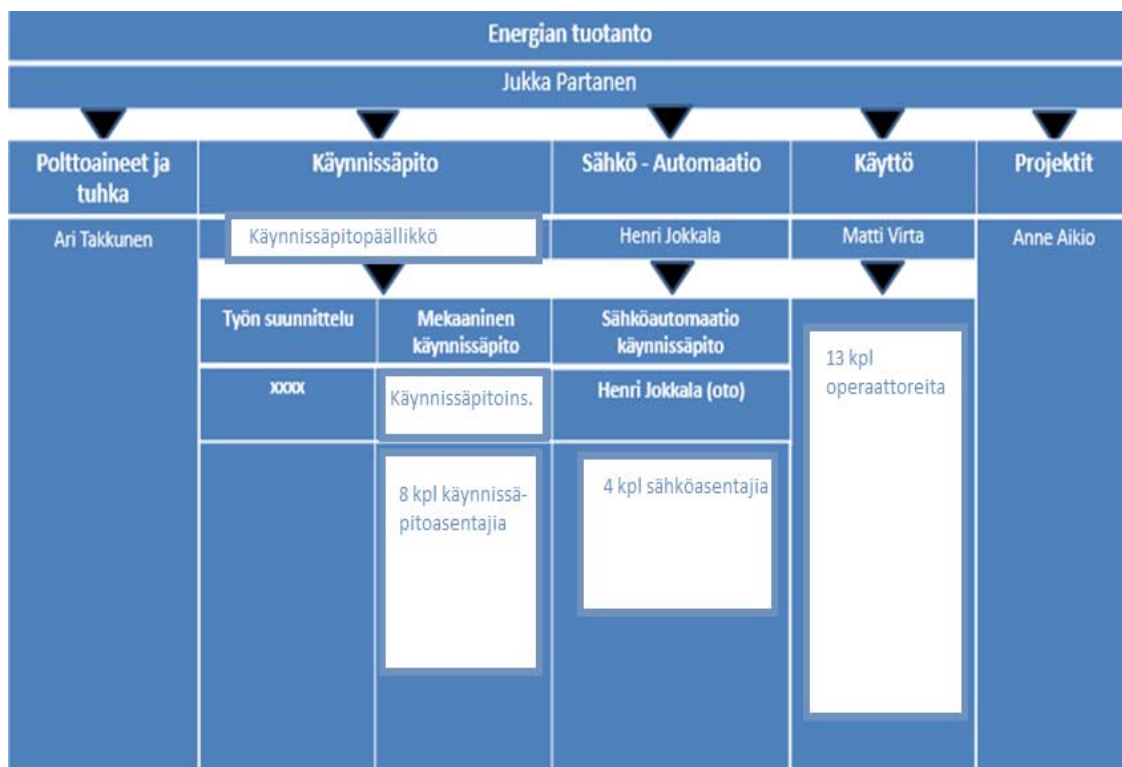 Energian tuotanto
Jukka Partanen
Polttoaineet ja
tuhka
Käynnissäpito
Sähkö - Automaatio
Käyttö
Projektit
Ari Takkunen
Käynnissäpitopäällikkö
Henri Jokkala
Matti Virta
Anne Aikio
Työn suunnittelu
Mekaaninen
käynnissäpito
Sähköautomaatio
käynnissäpito
13 kpl
operaattoreita
xxxx
Käynnissäpitoins.
Henri Jokkala (oto)
8 kpl käynnissä-
pitoasentajia
4 kpl sähköasentajia